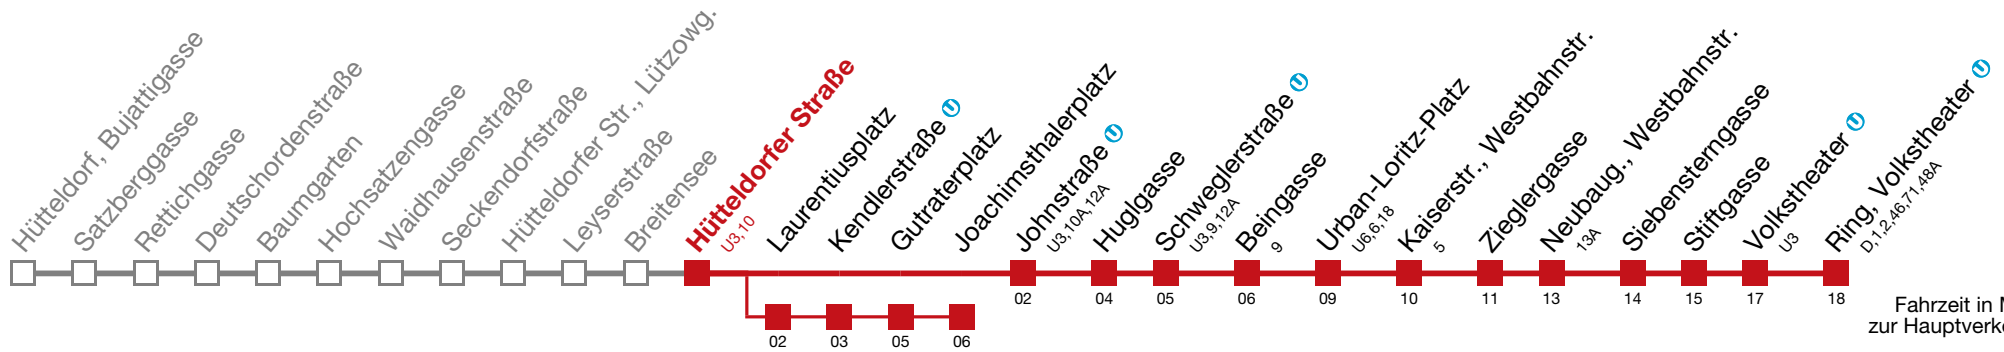 Hütteldorf, Bujattigasse
Satzberggasse
Rettichgasse
Deutschordenstraße
Baumgarten
Hochsatzengasse
Waidhausenstraße
Seckendorfstraße
Hütteldorfer Str., Lützowg.
Leyserstraße
Breitensee
Hütteldorfer Straße
U3,10
Laurentiusplatz
Kendlerstraße U
Gutraterplatz
Joachimsthalerplatz
Johnstraße U
U3,10A,12A
Huglgasse
Schweglerstraße U
U3,9,12A
Beingasse
9
Urban-Loritz-Platz
U6,6,18
Kaiserstr., Westbahnstr.
5
Zieglergasse
Neubaug., Westbahnstr.
13A
Siebensterngasse
Stiftgasse
Volkstheater U
U3
Ring, Volkstheater U
D,1,2,46,71,48A
02 04 05 06 09 10 11 13 14 15 17 18
02 03 05 06
Fahrzeit in M
zur Hauptverke